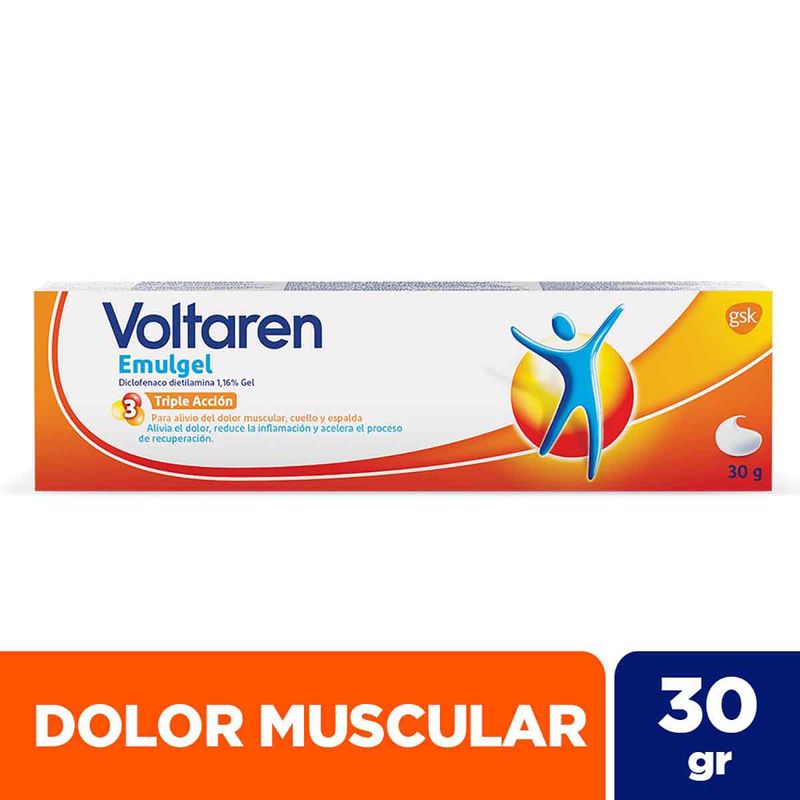 Voltaren
Emulgel
Diclofenaco dietilamina 1,16% Gel
3 Triple Acción
Para alivio del dolor muscular, cuello y espalda
Alivia el dolor, reduce la inflamación y acelera el proceso
de recuperación.
gsk
30 g
DOLOR MUSCULAR
30
gr